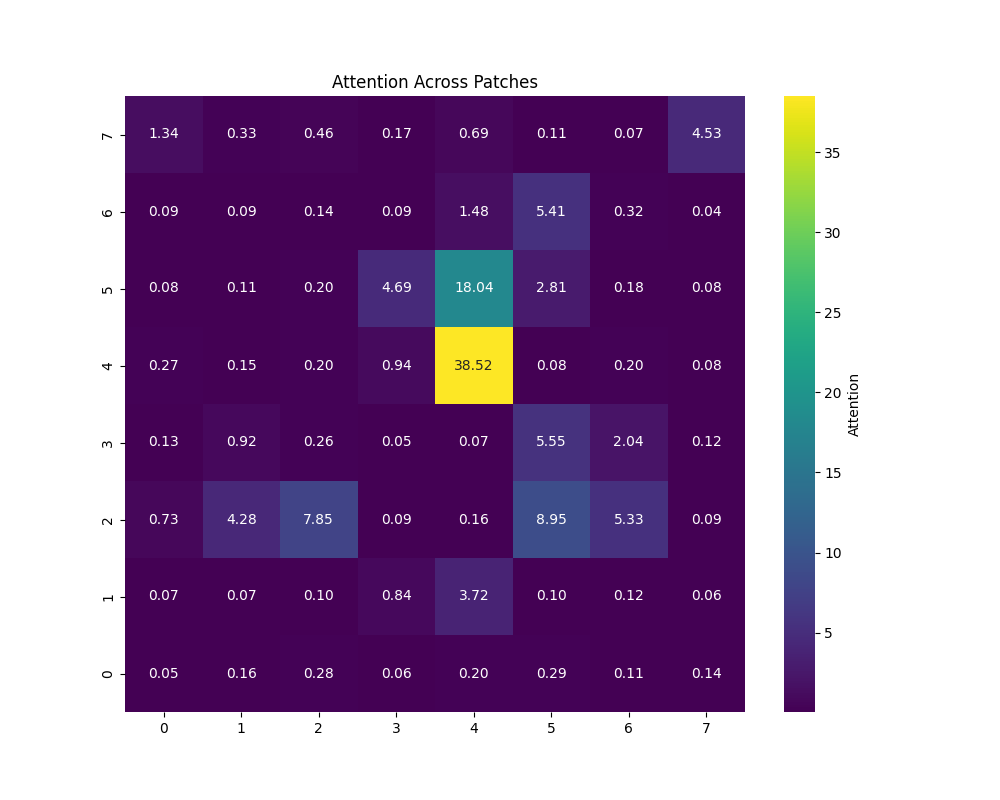 Attention Across Patches
7 1.34 0.33 0.46 0.17 0.69 0.11 0.07 4.53
6 0.09 0.09 0.14 0.09 1.48 5.41 0.32 0.04
5 0.08 0.11 0.20 4.69 18.04 2.81 0.18 0.08
4 0.27 0.15 0.20 0.94 38.52 0.08 0.20 0.08
3 0.13 0.92 0.26 0.05 0.07 5.55 2.04 0.12
2 0.73 4.28 7.85 0.09 0.16 8.95 5.33 0.09
1 0.07 0.07 0.10 0.84 3.72 0.10 0.12 0.06
0 0.05 0.16 0.28 0.06 0.20 0.29 0.11 0.14
0 1 2 3 4 5 6 7
35
30
25
20
15
10
5
Attention